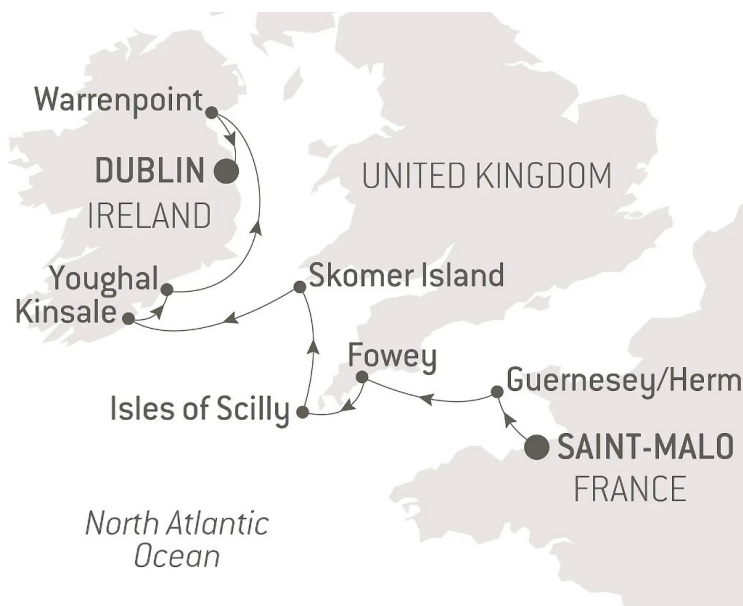 Warrenpoint
DUBLIN
IRELAND
UNITED KINGDOM
Youghal
Kinsale
Skomer Island
Fowey
Guernesey/Herm
Isles of Scilly
SAINT-MALO
FRANCE
North Atlantic
Ocean